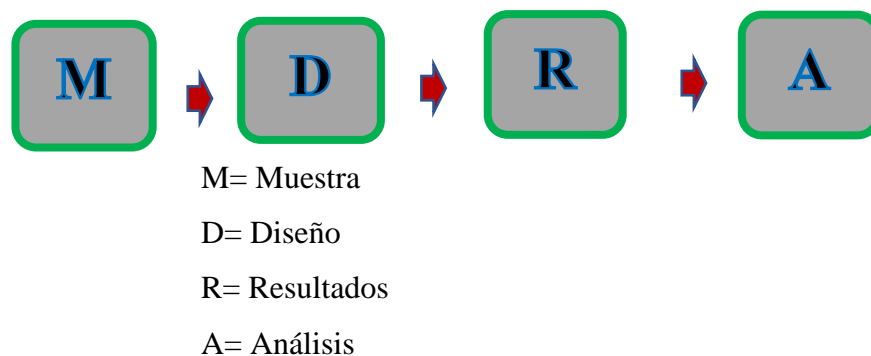 M D R A
M= Muestra
D= Diseño
R= Resultados
A= Análisis